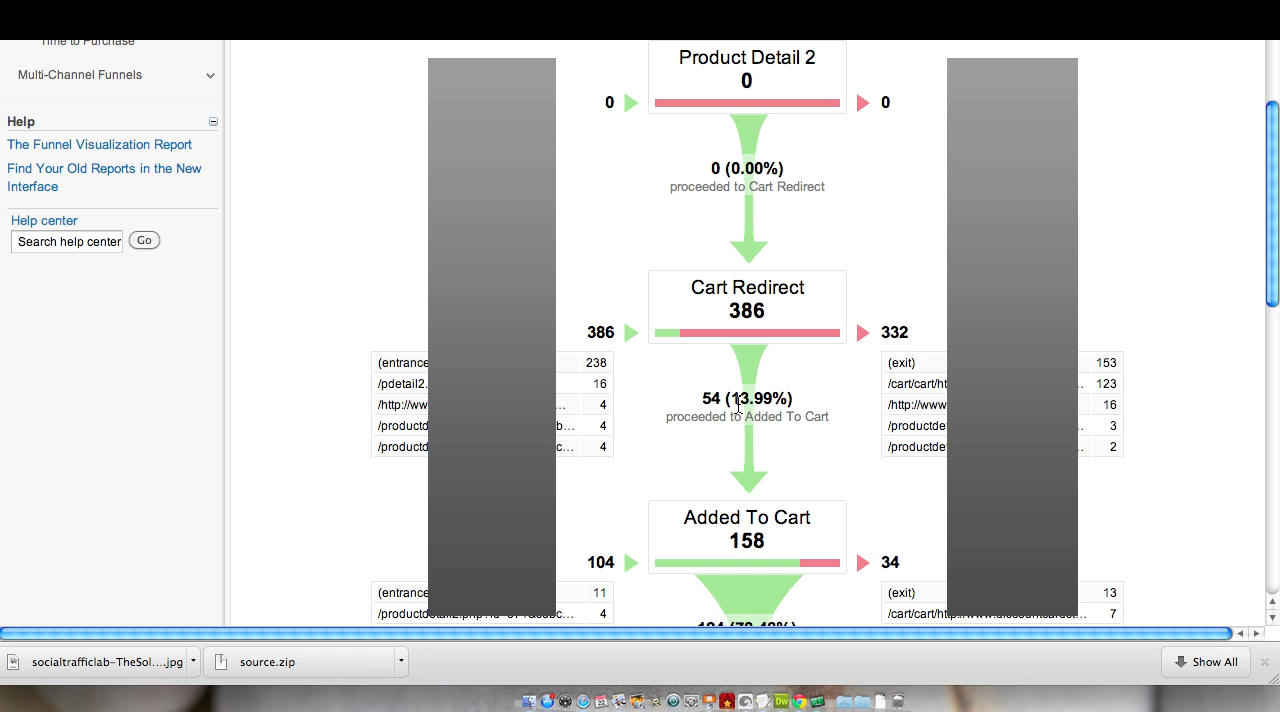 Time to Purchase
Multi-Channel Funnels
Help
The Funnel Visualization Report
Find Your Old Reports in the New
Interface
Help center
Search help center
Go
Product Detail 2
0
0
0
0 (0.00%)
proceeded to Cart Redirect
Cart Redirect
386
386
332
(entrance 238
/pdetail2. 16
/http://ww ... 4
/productd b... 4
/productd c... 4
(exit) 153
/cart/cart/ht .. 123
/http://www 16
/productde .. 3
/productde .. 2
54 (13.99%)
proceeded to Added To Cart
Added To Cart
158
104
34
(entrance 11
4
(exit) 13
7
socialtrafficlab-TheSol....jpg
source.zip
Show All
Dw